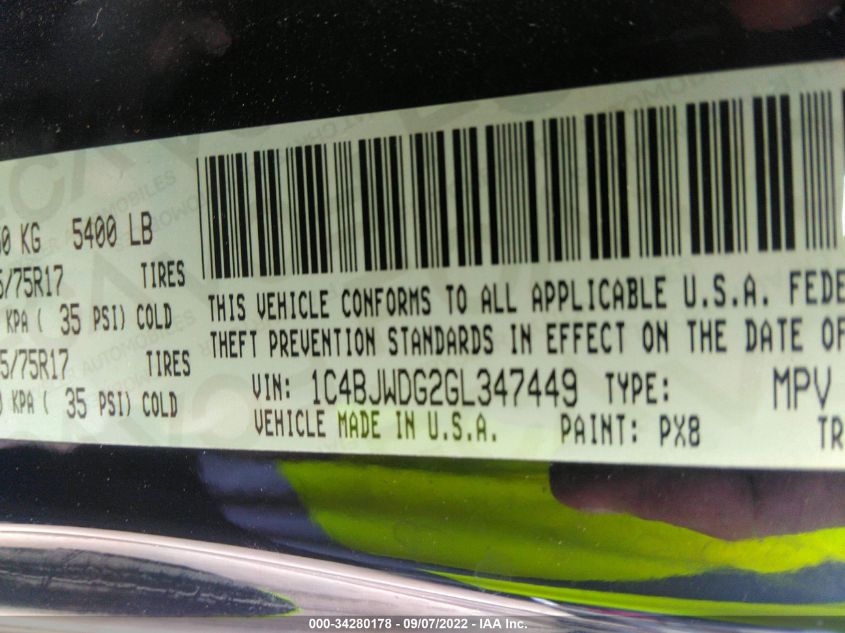 KG 5400 LB
/75R17 TIRES
KPA ( 35 PSI) COLD
5/75R17 TIRES
KPA ( 35 PSI) COLD
THIS VEHICLE CONFORMS TO ALL APPLICABLE U.S.A. FEDE
THEFT PREVENTION STANDARDS IN EFFECT ON THE DATE OF
VIN: 1C4BJWDG2GL347449 TYPE: MPV
VEHICLE MADE IN U.S.A. PAINT: PX8 TR
000-34280178 - 09/07/2022 - IAA Inc.